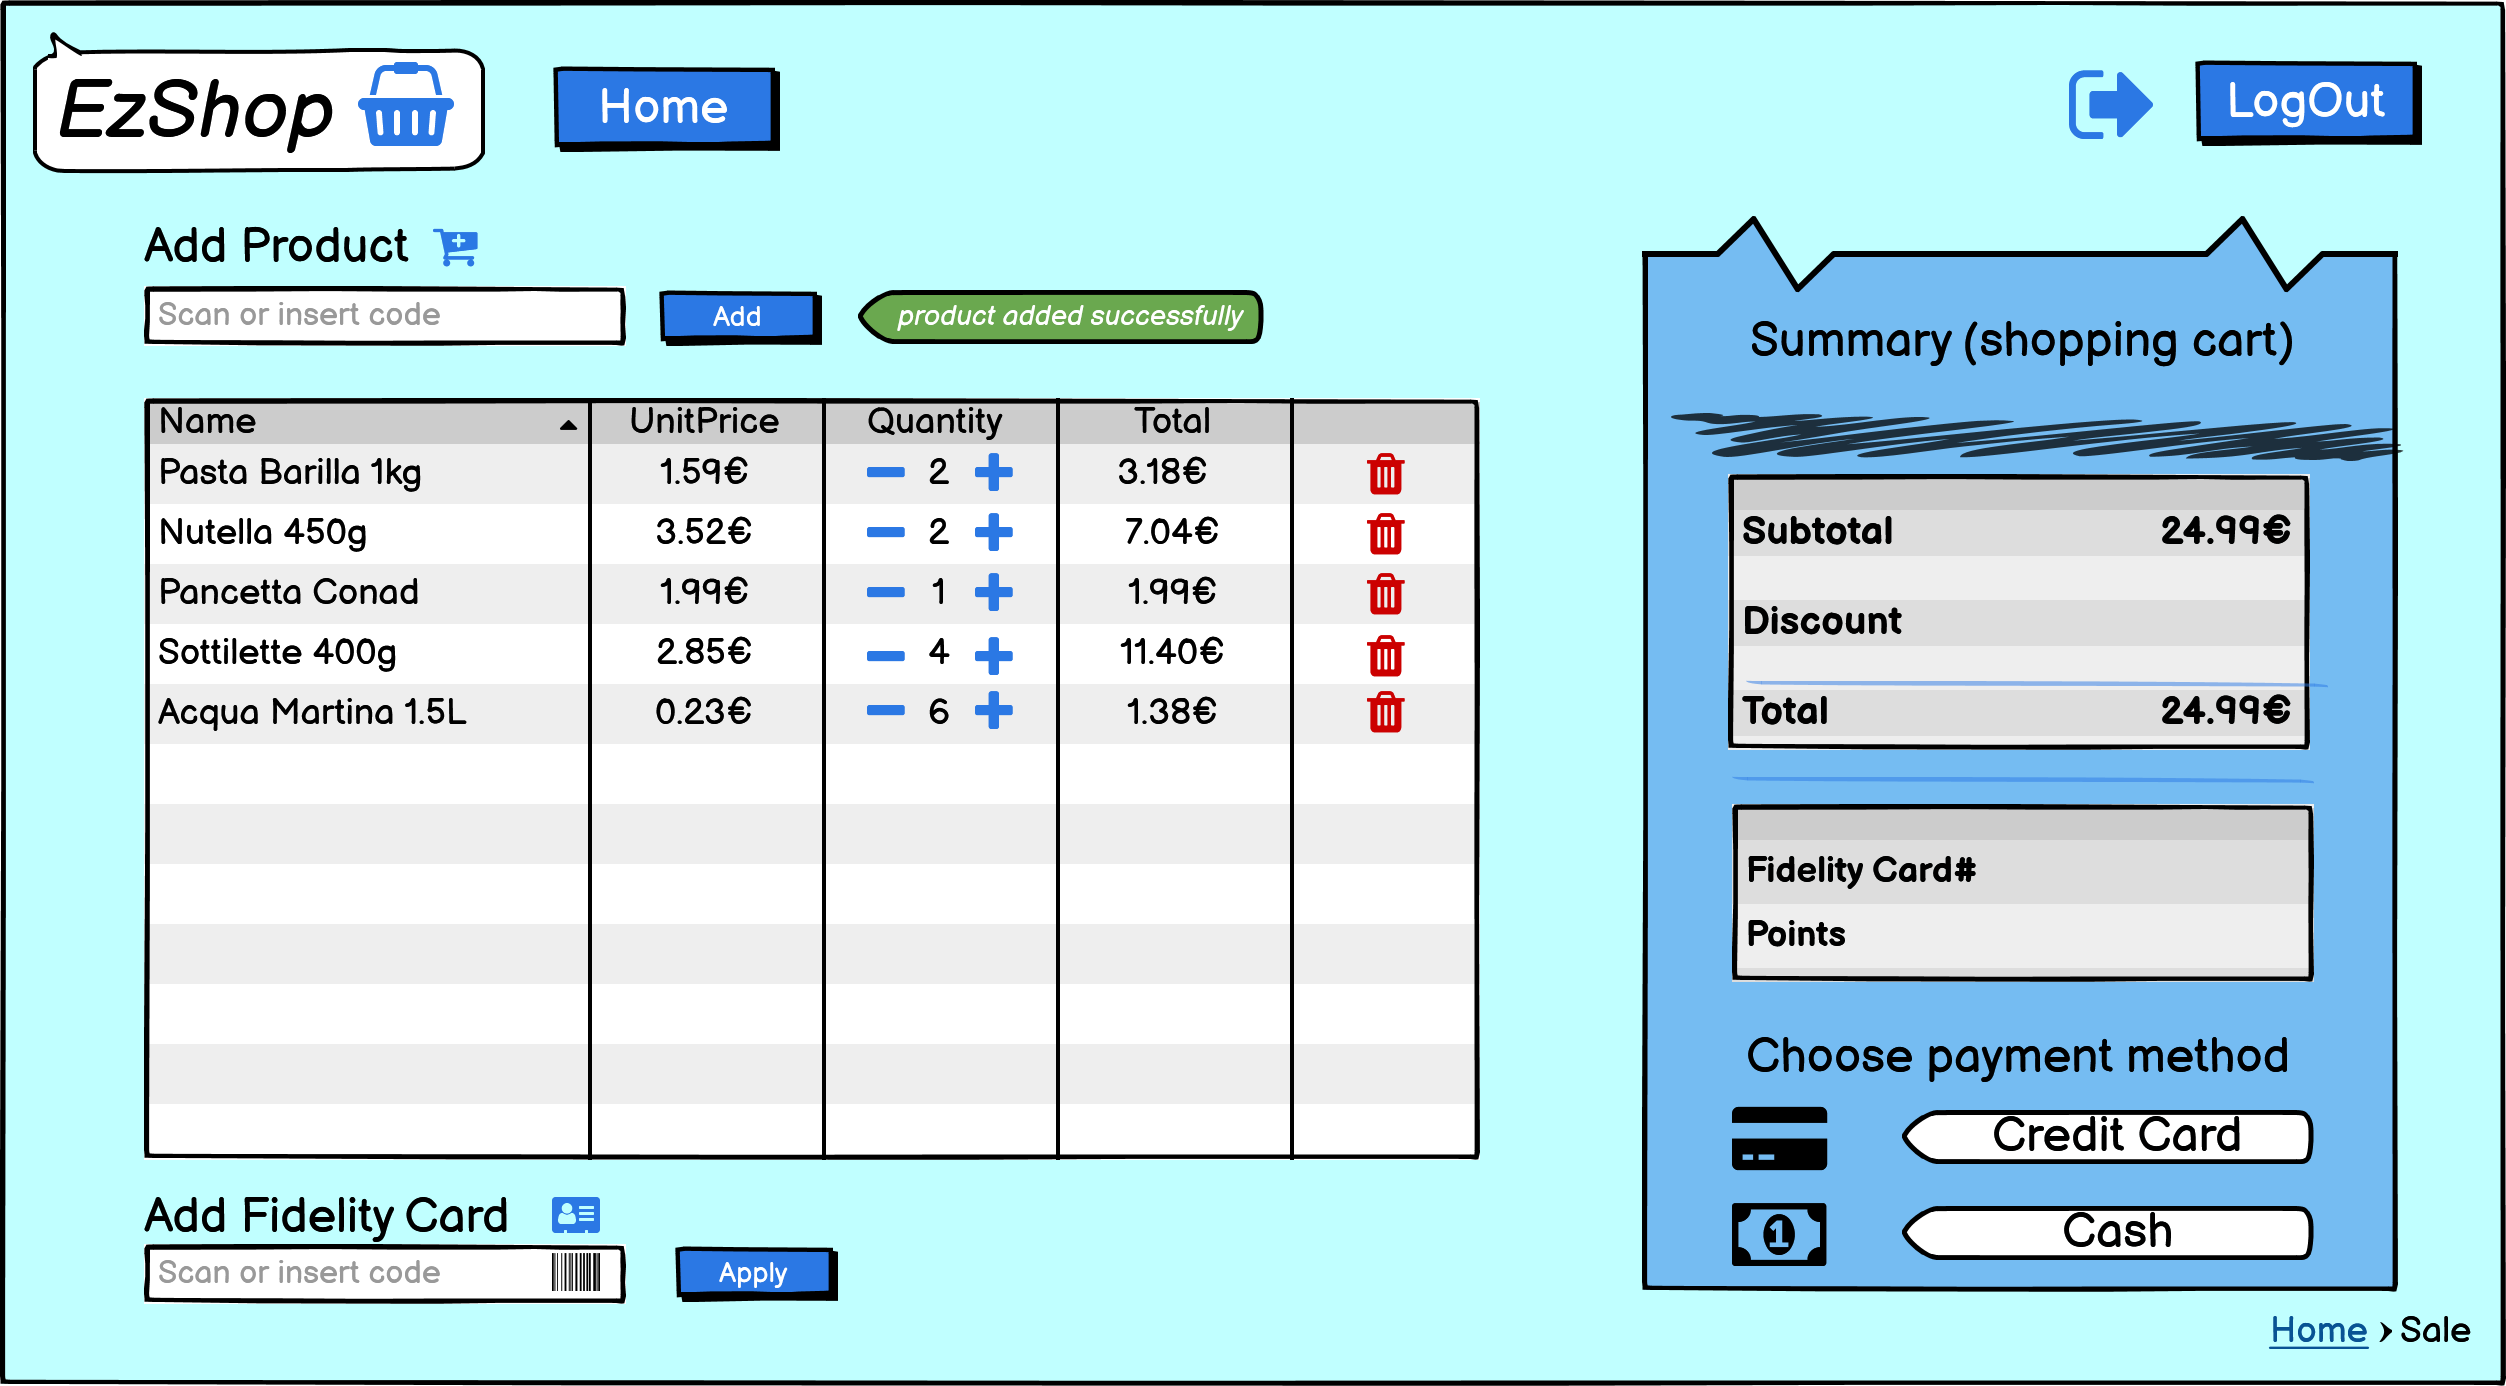 EzShop
Home
LogOut
Add Product
Scan or insert code
Add
product added successfully
Name UnitPrice Quantity Total
Pasta Barilla 1kg 1.59€ 2 3.18€
Nutella 450g 3.52€ 2 7.04€
Pancetta Conad 1.99€ 1 1.99€
Sottilette 400g 2.85€ 4 11.40€
Acqua Martina 1.5L 0.23€ 6 1.38€
Add Fidelity Card
Scan or insert code
Apply
Summary (shopping cart)
Subtotal 24.99€
Discount
Total 24.99€
Fidelity Card#
Points
Choose payment method
Credit Card
1
Cash
Home > Sale